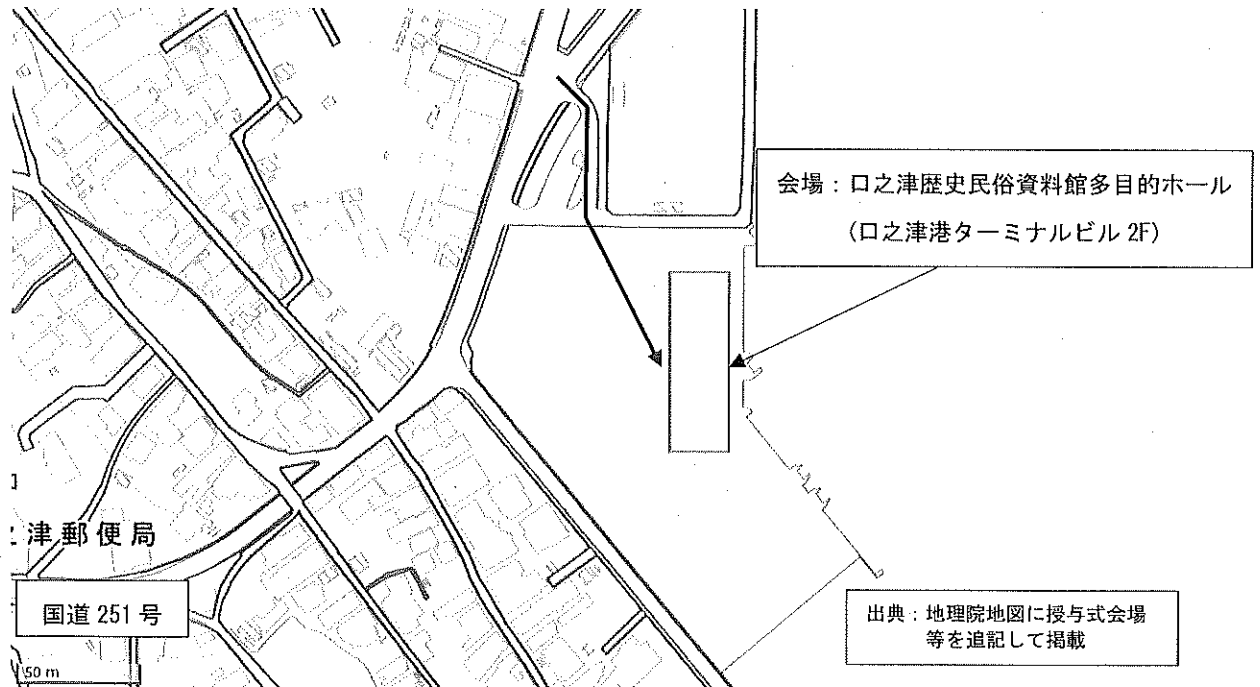 会場：口之津歴史民俗資料館多目的ホール
(口之津港ターミナルビル 2F)
津郵便局
国道 251 号
50 m
出典：地理院地図に授与式会場
等を追記して掲載